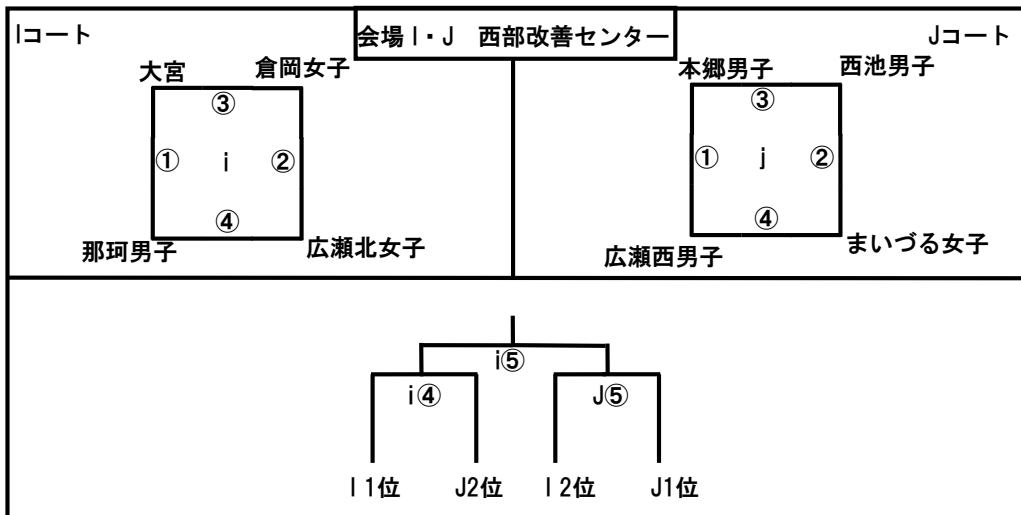 Iコート
会場I・J 西部改善センター
Jコート
大宮
倉岡女子
③
①
i
②
④
那珂男子
広瀬北女子
本郷男子
西池男子
③
①
j
②
④
広瀬西男子
まいづる女子
i⑤
i④
J⑤
I1位
J2位
I2位
J1位